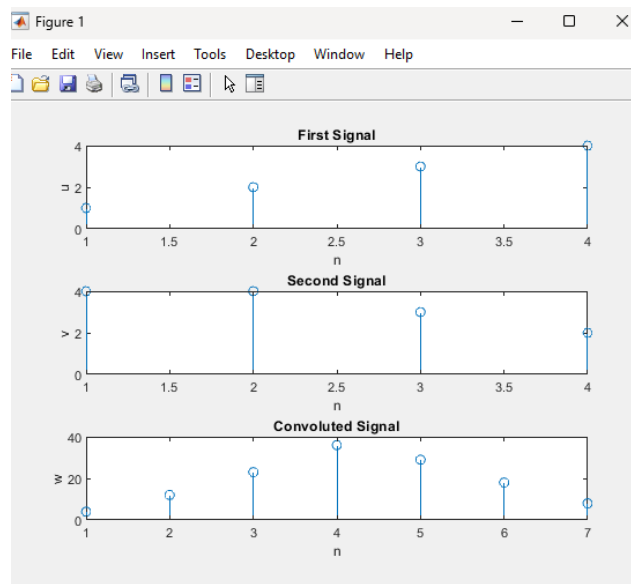 Figure 1
File Edit View Insert Tools Desktop Window Help
First Signal
4
2
0
u
1 1.5 2 2.5 3 3.5 4
n
Second Signal
4
2
0
v
1 1.5 2 2.5 3 3.5 4
n
Convoluted Signal
40
20
0
w
1 2 3 4 5 6 7
n